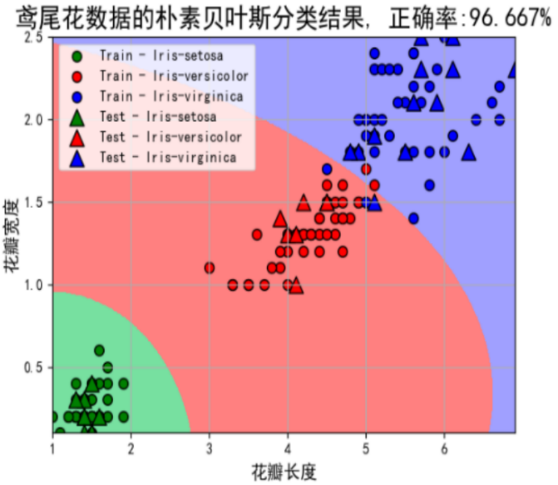 鸢尾花数据的朴素贝叶斯分类结果, 正确率:96.667%
2.5
Train - Iris-setosa
Train - Iris-versicolor
Train - Iris-virginica
Test - Iris-setosa
Test - Iris-versicolor
Test - Iris-virginica
2.0
花瓣宽度
1.5
1.0
0.5
1 2 3 4 5 6
花瓣长度